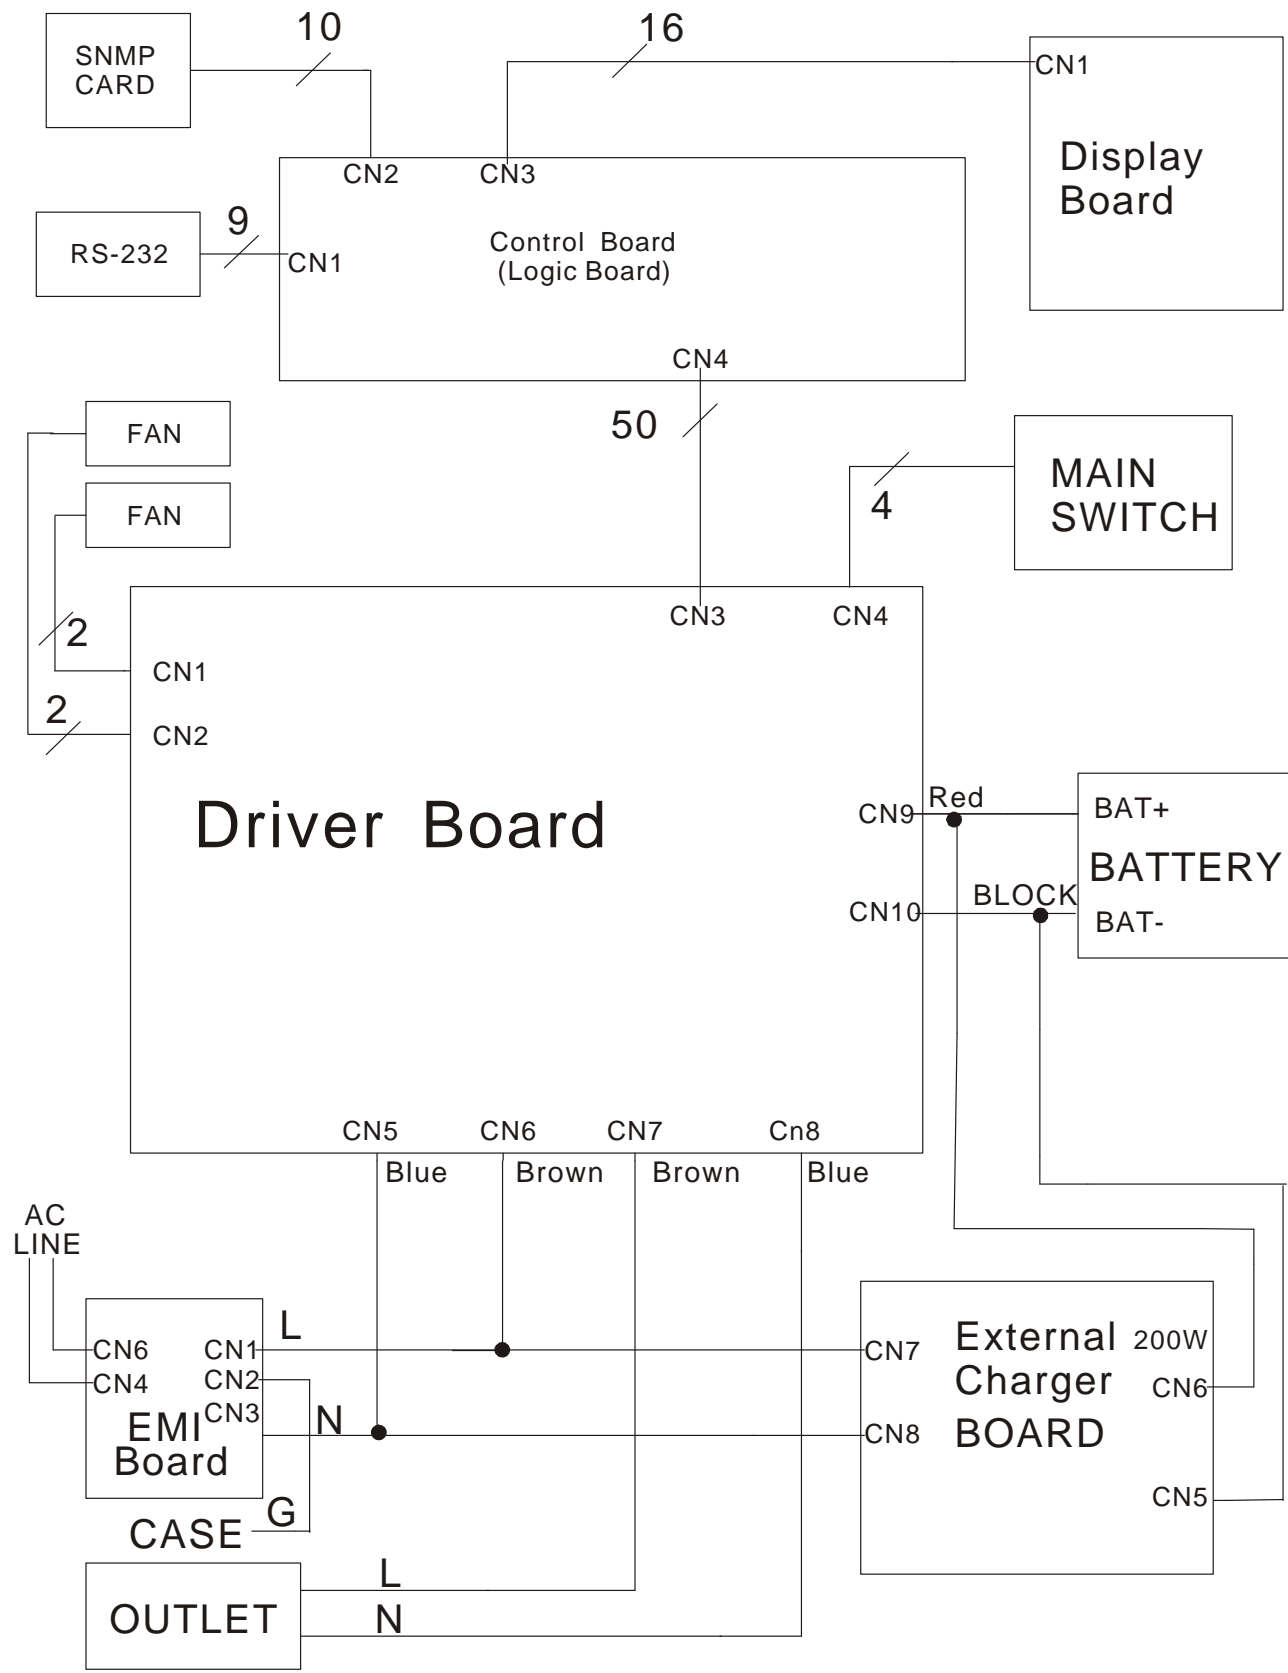 10
16
SNMP
CARD
CN1
Display
Board
CN2
CN3
9
RS-232
CN1
Control Board
(Logic Board)
CN4
50
FAN
FAN
MAIN
SWITCH
4
CN3
CN4
2
CN1
2
CN2
Driver Board
CN9
Red
BAT+
BATTERY
CN10
BLOCK
BAT-
CN5
CN6
CN7
Cn8
Blue
Brown
Brown
Blue
AC
LINE
CN6
CN4
CN1
CN2
CN3
EMI
Board
L
N
G
CASE
CN7
CN8
External
Charger
BOARD
200W
CN6
CN5
OUTLET
L
N